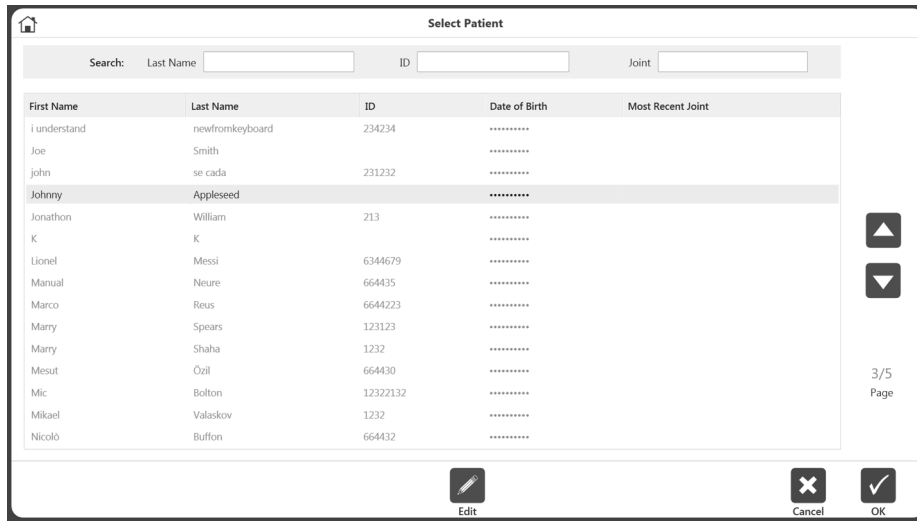 Select Patient
Search: Last Name ID Joint
First Name Last Name ID Date of Birth Most Recent Joint
i understand newfromkeyboard 234234 ••••••••••
Joe Smith ••••••••••
john se cada 231232 ••••••••••
Johnny Appleseed ••••••••••
Jonathon William 213 ••••••••••
K K ••••••••••
Lionel Messi 6344679 ••••••••••
Manual Neure 664435 ••••••••••
Marco Reus 6644223 ••••••••••
Marry Spears 123123 ••••••••••
Marry Shaha 1232 ••••••••••
Mesut Özil 664430 ••••••••••
Mic Bolton 12322132 ••••••••••
Mikael Valaskov 1232 ••••••••••
Nicolò Buffon 664432 ••••••••••
3/5
Page
Edit Cancel OK